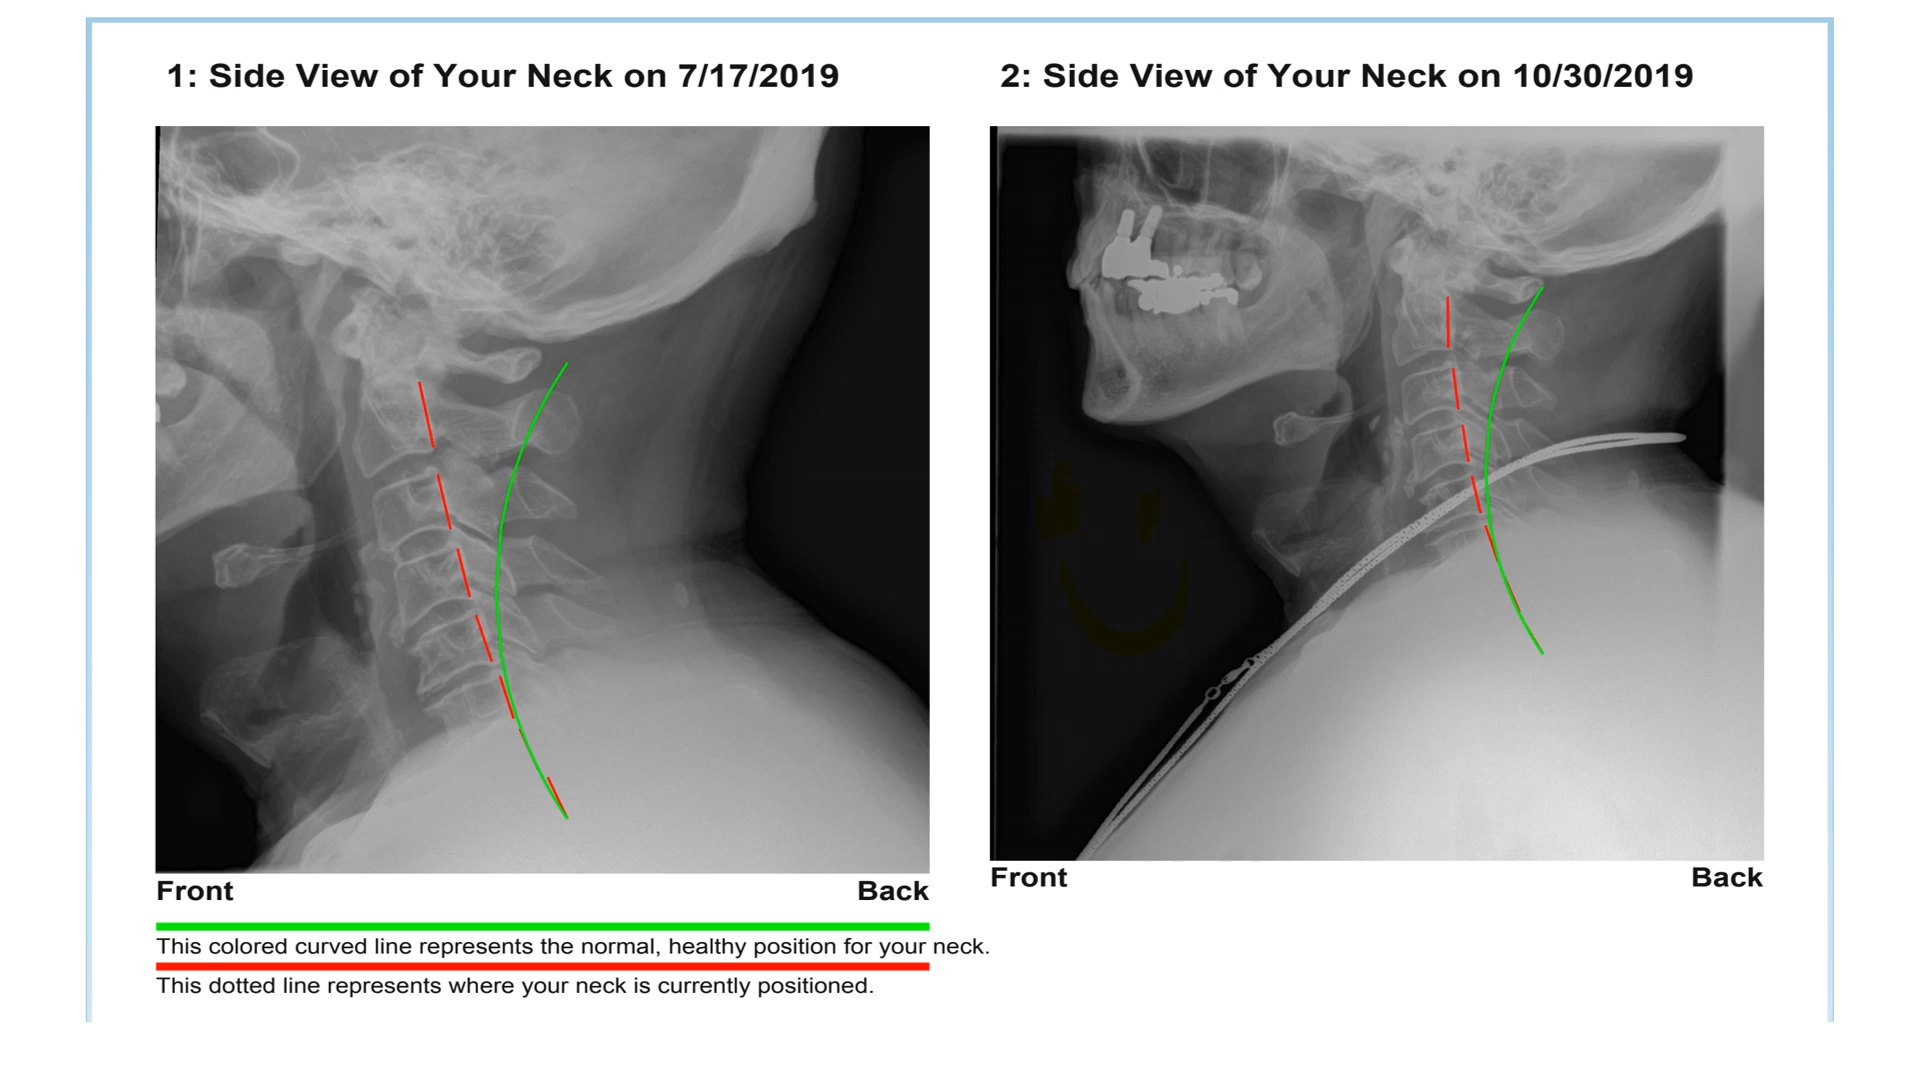 1: Side View of Your Neck on 7/17/2019
2: Side View of Your Neck on 10/30/2019
Front
Back
Front
Back
This colored curved line represents the normal, healthy position for your neck.
This dotted line represents where your neck is currently positioned.